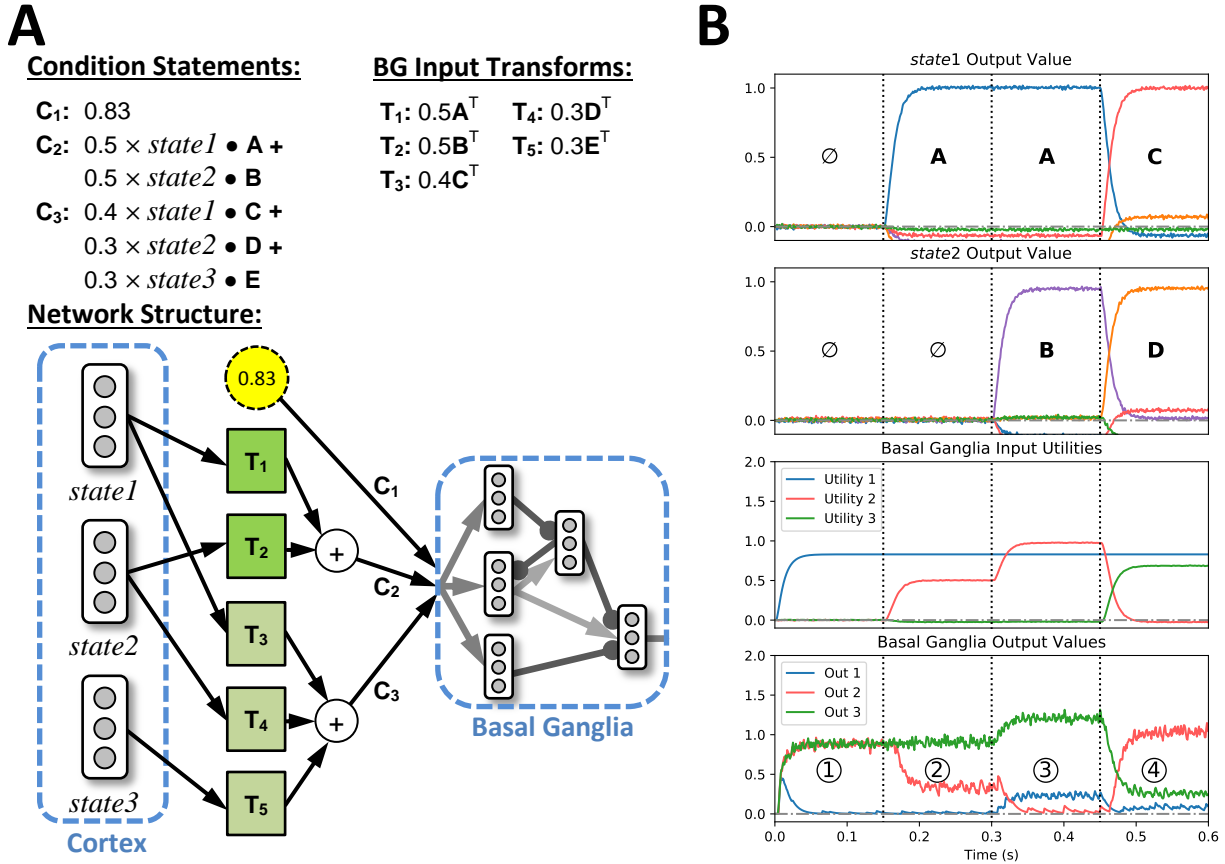 A
Condition Statements:
C₁: 0.83
C₂: 0.5 × state1 • A +
0.5 × state2 • B
C₃: 0.4 × state1 • C +
0.3 × state2 • D +
0.3 × state3 • E
BG Input Transforms:
T₁: 0.5Aᵀ T₄: 0.3Dᵀ
T₂: 0.5Bᵀ T₅: 0.3Eᵀ
T₃: 0.4Cᵀ
Network Structure:
0.83
state1
state2
state3
Cortex
T₁
T₂
T₃
T₄
T₅
+
+
C₁
C₂
C₃
Basal Ganglia
B
state1 Output Value
1.0
0.5
0.0
∅ A A C
state2 Output Value
1.0
0.5
0.0
∅ ∅ B D
Basal Ganglia Input Utilities
2.0
1.5
1.0
0.5
0.0
Utility 1
Utility 2
Utility 3
Basal Ganglia Output Values
2.0
1.5
1.0
0.5
0.0
Out 1
Out 2
Out 3
① ② ③ ④
0.0 0.1 0.2 0.3 0.4 0.5 0.6
Time (s)